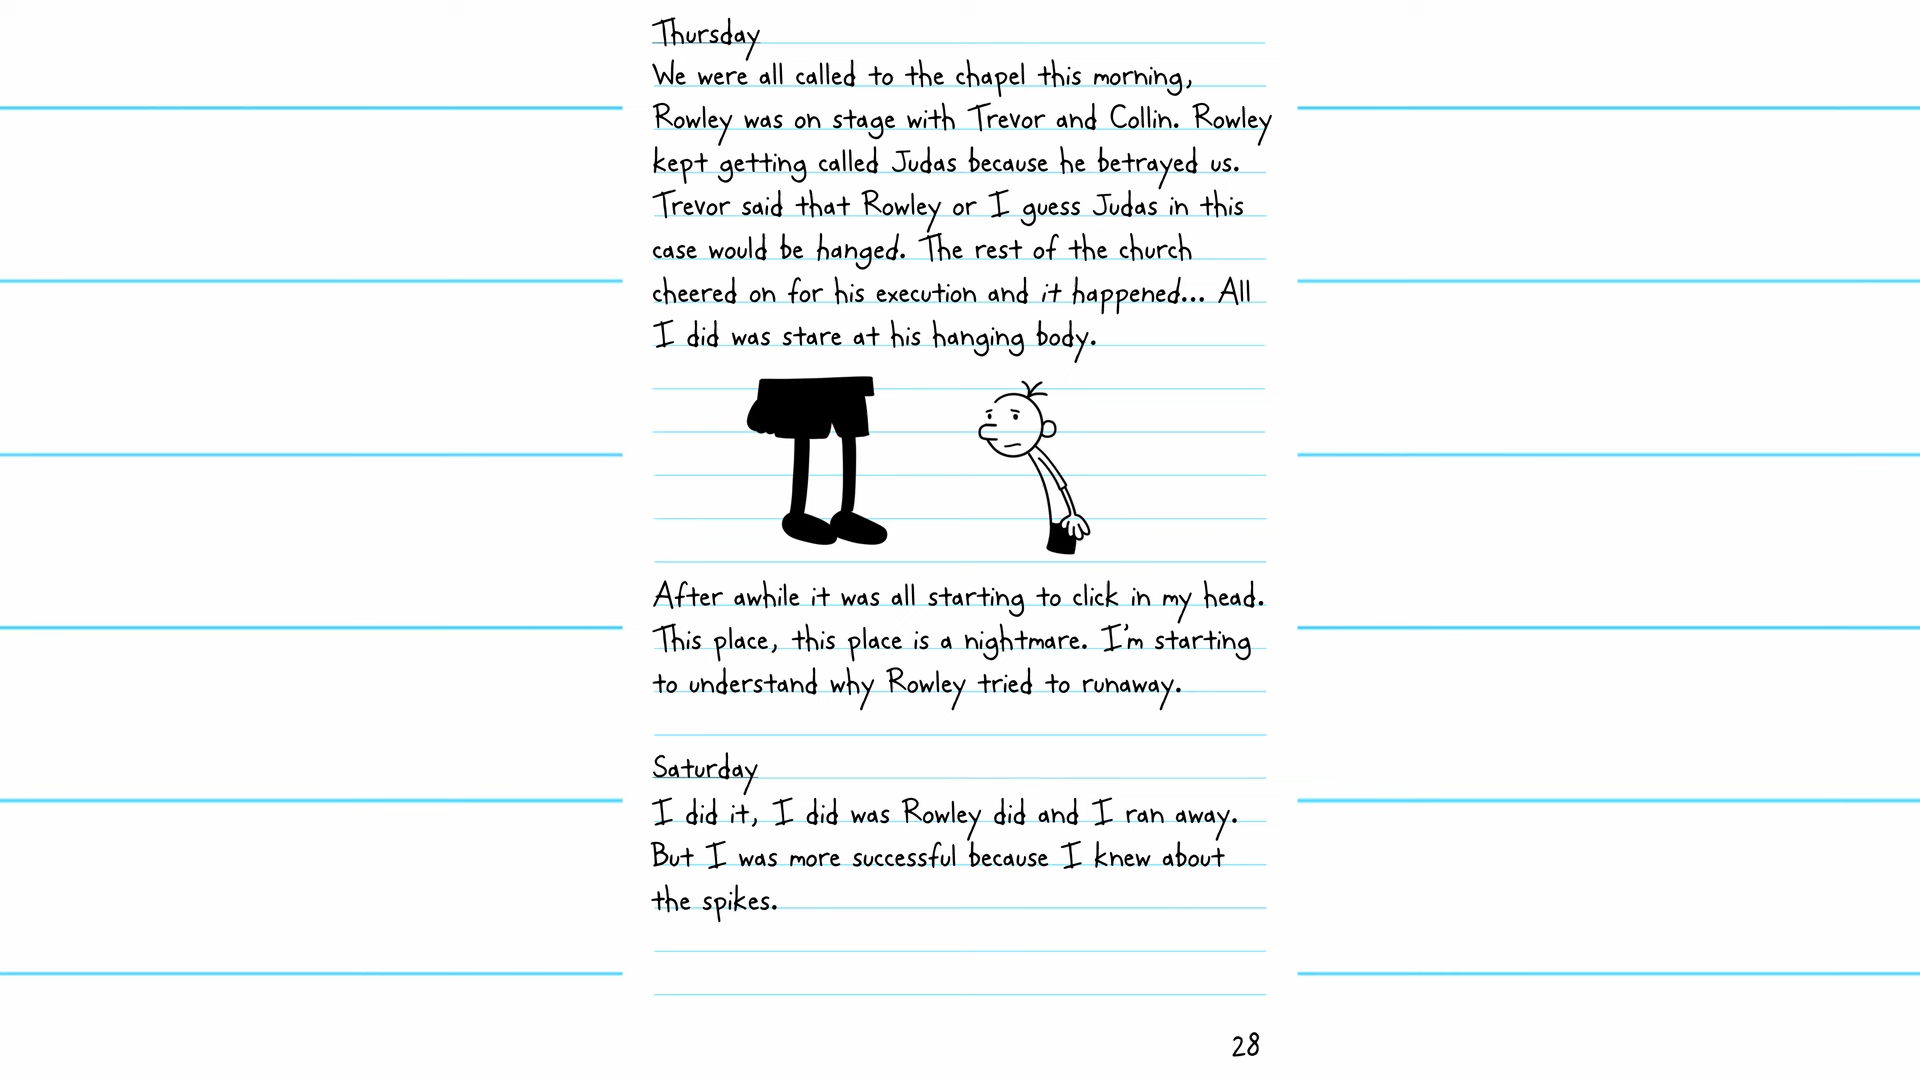 Thursday
We were all called to the chapel this morning,
Rowley was on stage with Trevor and Collin. Rowley
kept getting called Judas because he betrayed us.
Trevor said that Rowley or I guess Judas in this
case would be hanged. The rest of the church
cheered on for his execution and it happened... All
I did was stare at his hanging body.
After awhile it was all starting to click in my head.
This place, this place is a nightmare. I'm starting
to understand why Rowley tried to runaway.
Saturday
I did it, I did was Rowley did and I ran away.
But I was more successful because I knew about
the spikes.
28